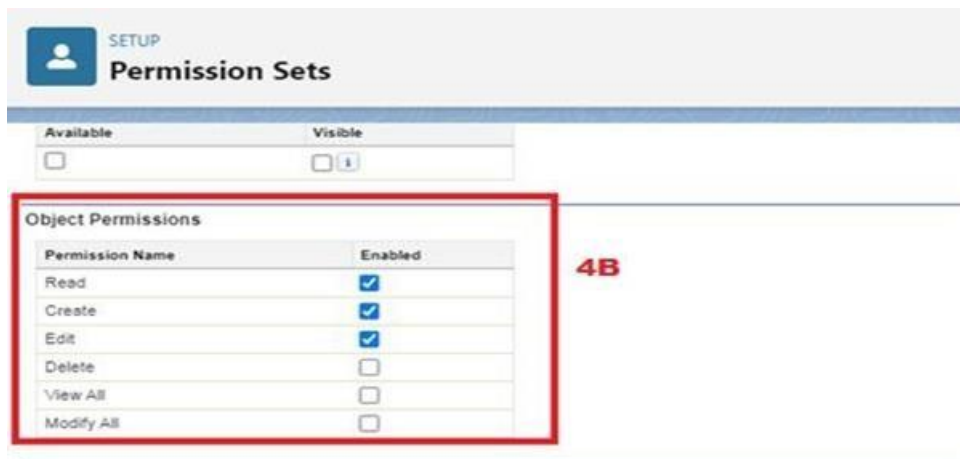 SETUP
Permission Sets
Available Visible
i
Object Permissions
Permission Name Enabled
Read
Create
Edit
Delete
View All
Modify All
4B